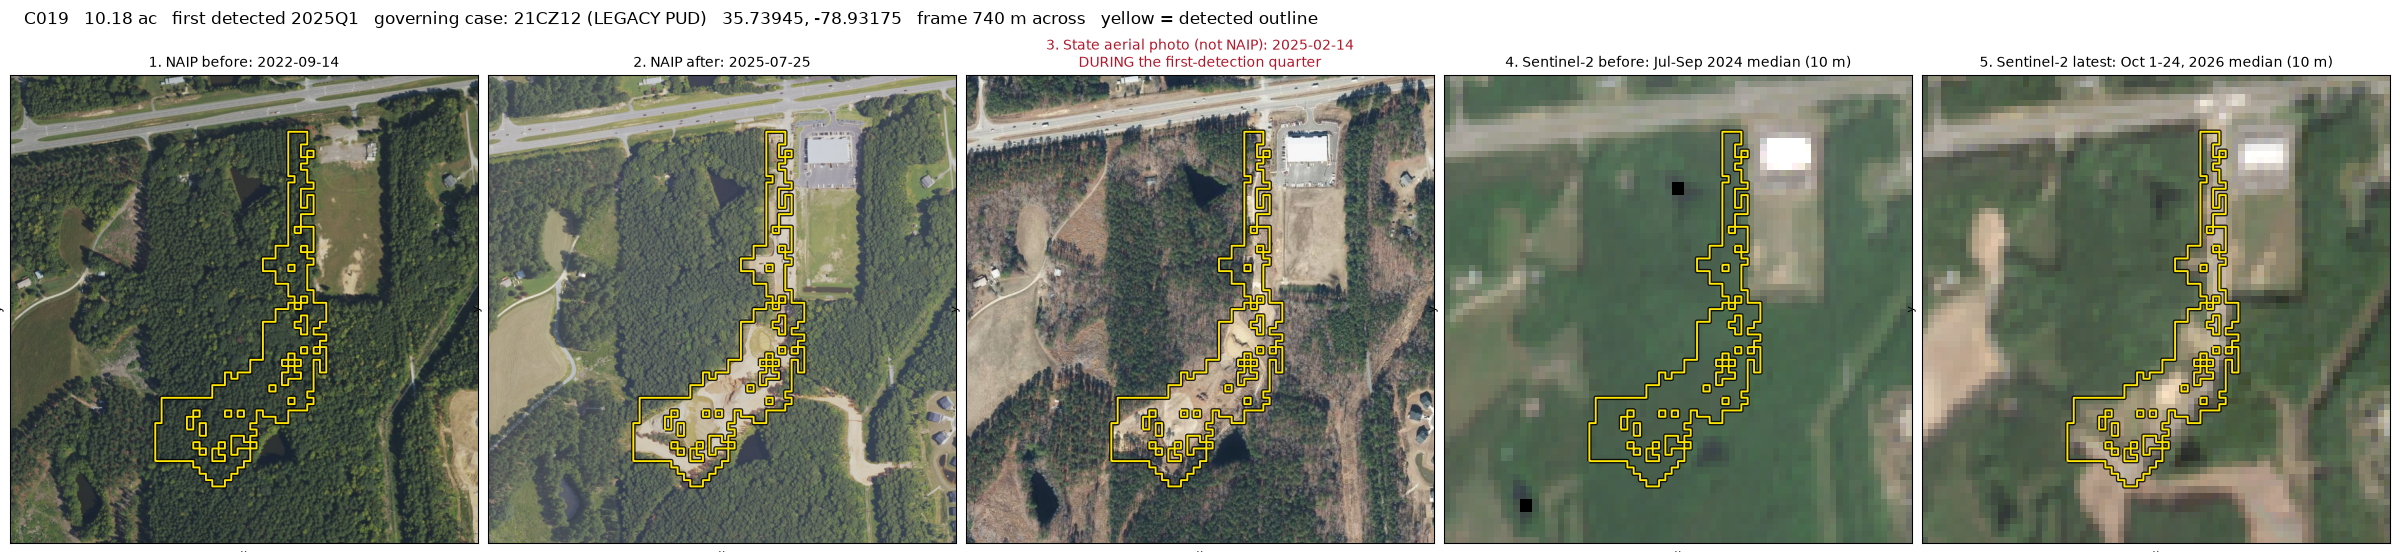 C019   10.18 ac   first detected 2025Q1   governing case: 21CZ12 (LEGACY PUD)   35.73945, -78.93175   frame 740 m across   yellow = detected outline
1. NAIP before: 2022-09-14
2. NAIP after: 2025-07-25
3. State aerial photo (not NAIP): 2025-02-14
DURING the first-detection quarter
4. Sentinel-2 before: Jul-Sep 2024 median (10 m)
5. Sentinel-2 latest: Oct 1-24, 2026 median (10 m)